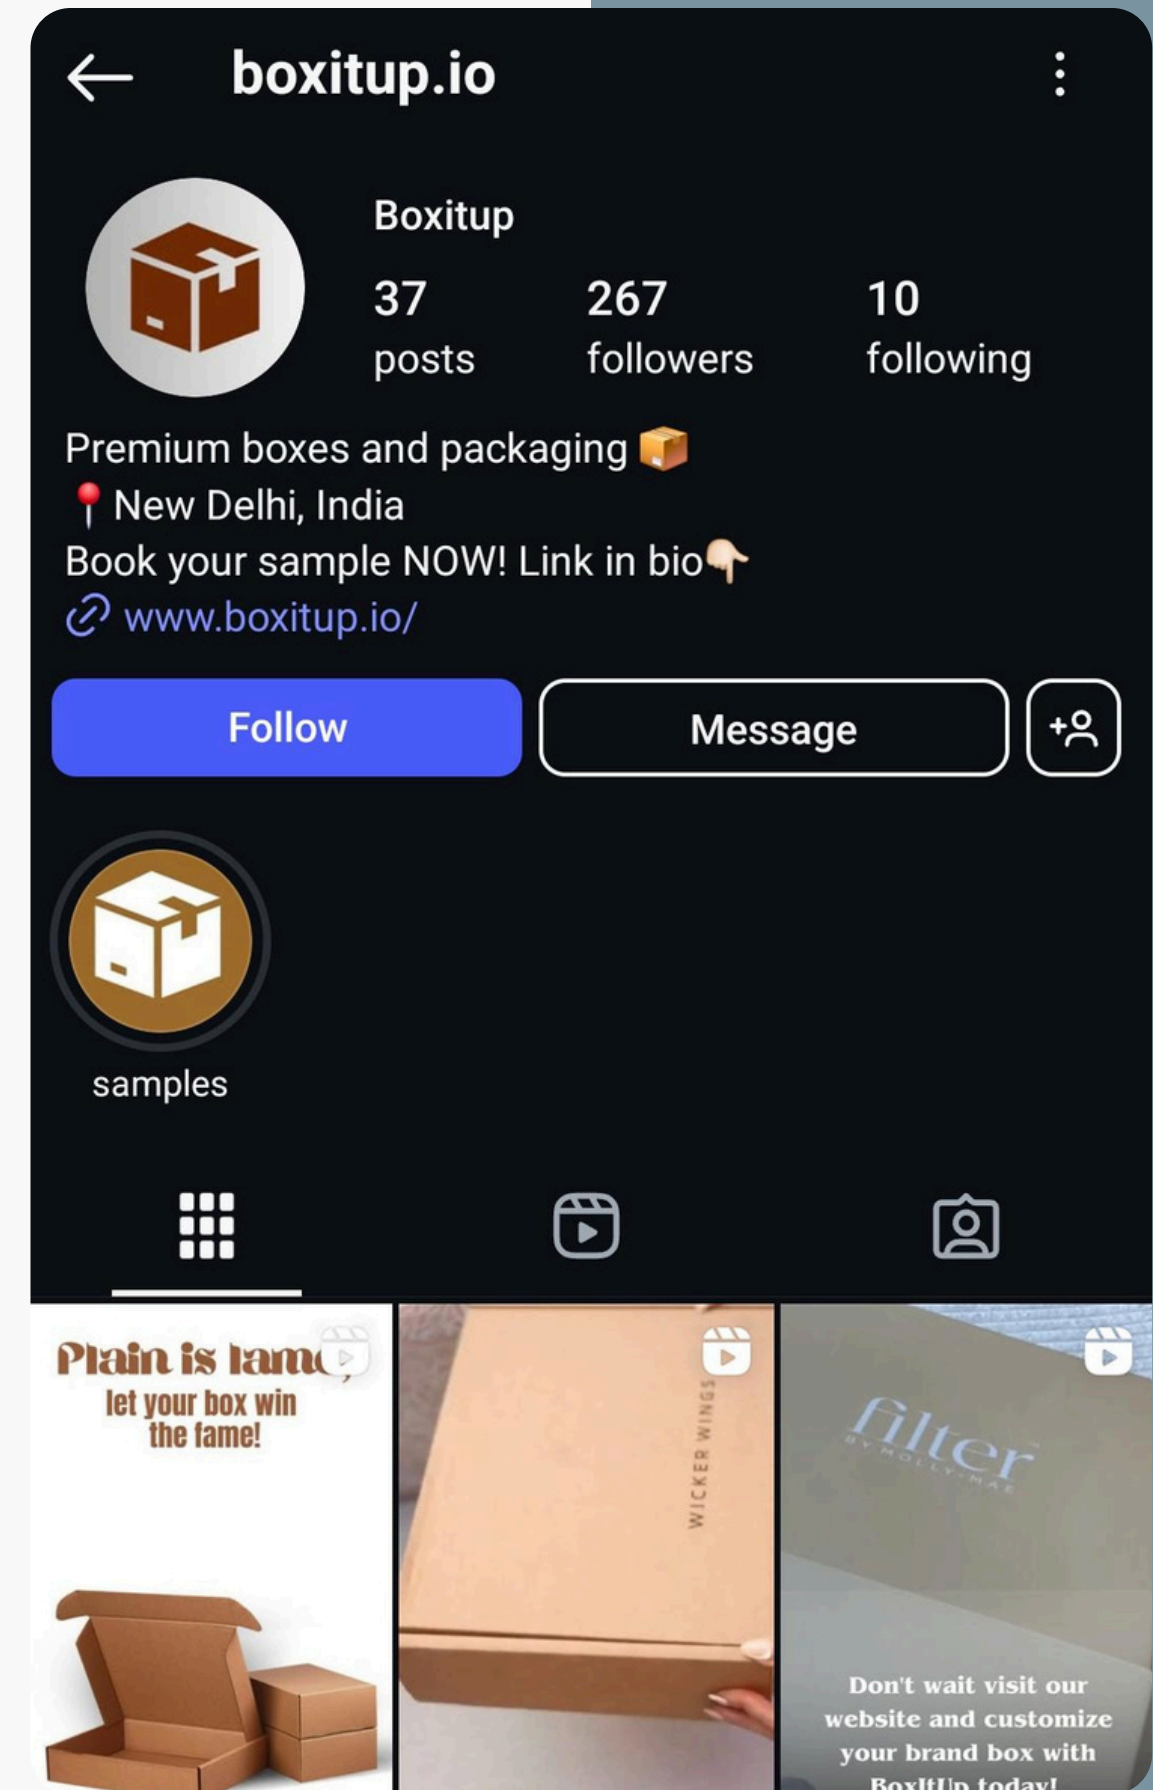 boxitup.io
Boxitup
37
posts
267
followers
10
following
Premium boxes and packaging 📦
📍New Delhi, India
Book your sample NOW! Link in bio👇🏻
www.boxitup.io/
Follow
Message
samples
Plain is lame,
let your box win
the fame!
WICKER WINGS
filter
BY MOLLY-MAE
Don't wait visit our
website and customize
your brand box with
BoxItUp today!